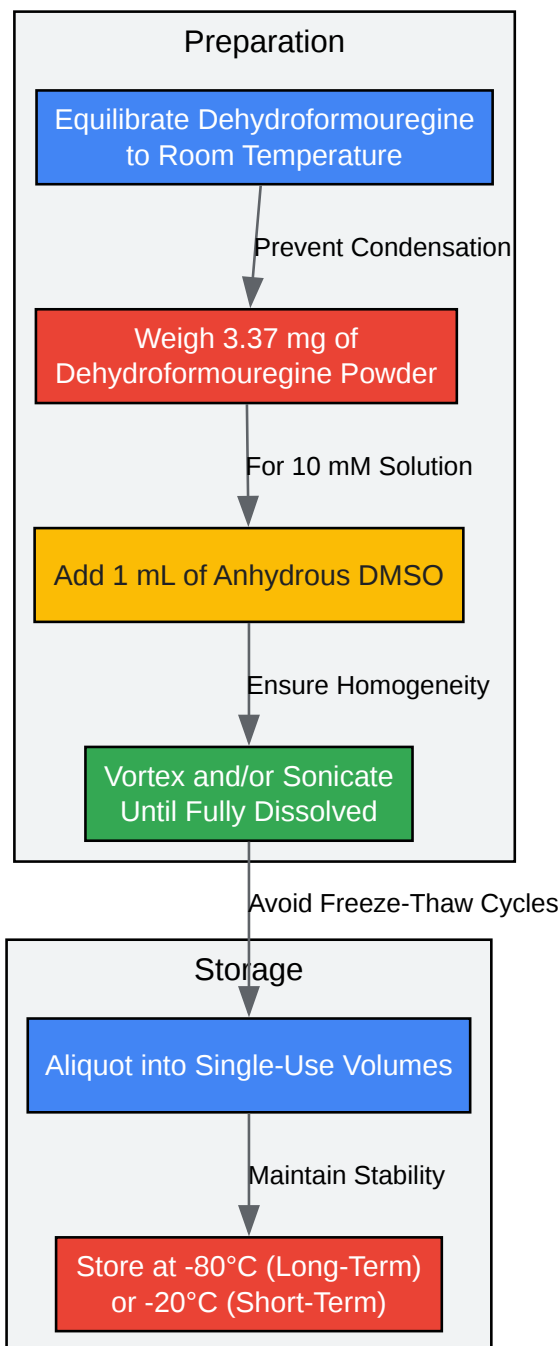 Preparation
Equilibrate Dehydroformouregine
to Room Temperature
Prevent Condensation
Weigh 3.37 mg of
Dehydroformouregine Powder
For 10 mM Solution
Add 1 mL of Anhydrous DMSO
Ensure Homogeneity
Vortex and/or Sonicate
Until Fully Dissolved
Avoid Freeze-Thaw Cycles
Storage
Aliquot into Single-Use Volumes
Maintain Stability
Store at -80°C (Long-Term)
or -20°C (Short-Term)